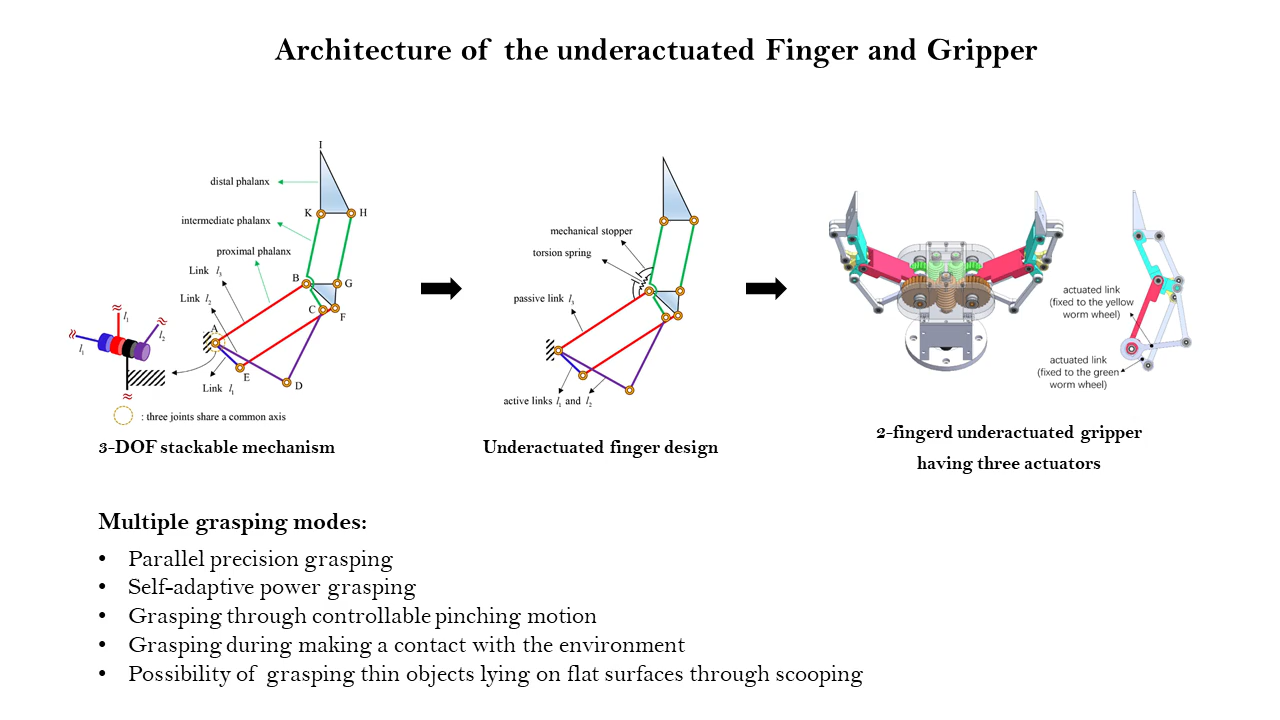 Architecture of the underactuated Finger and Gripper
I
distal phalanx
K
H
intermediate phalanx
proximal phalanx
Link l3
B
G
Link l2
C
F
A
l1
l1
l2
E
D
Link l1
: three joints share a common axis
3-DOF stackable mechanism
mechanical stopper
torsion spring
passive link l3
active links l1 and l2
Underactuated finger design
actuated link
(fixed to the yellow
worm wheel)
actuated link
(fixed to the green
worm wheel)
2-fingerd underactuated gripper
having three actuators
Multiple grasping modes:
• Parallel precision grasping
• Self-adaptive power grasping
• Grasping through controllable pinching motion
• Grasping during making a contact with the environment
• Possibility of grasping thin objects lying on flat surfaces through scooping